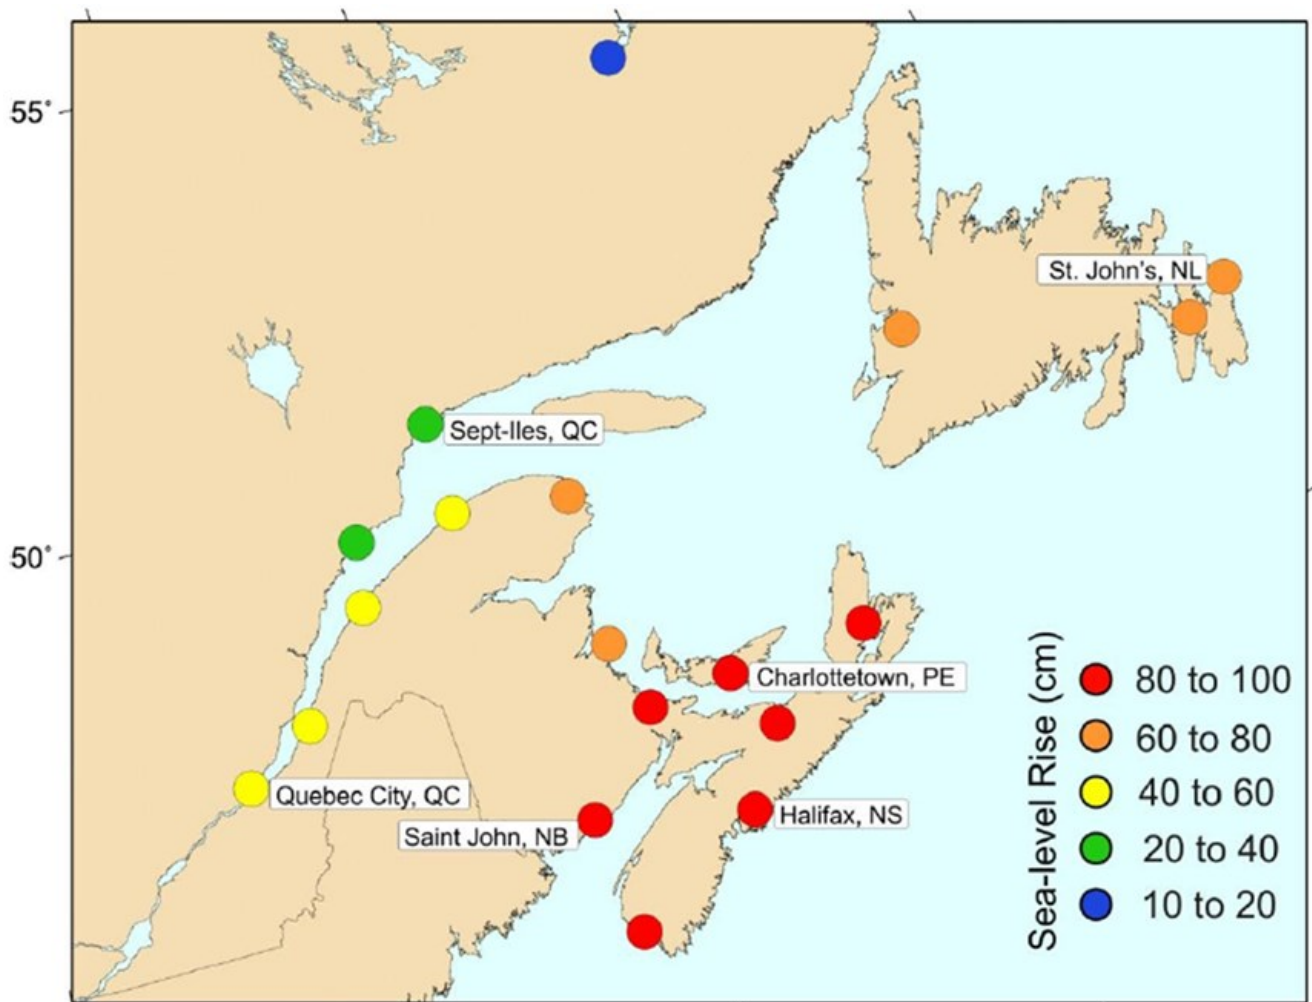 55°
St. John's, NL
Sept-Iles, QC
50°
Charlottetown, PE
Quebec City, QC
Saint John, NB
Halifax, NS
Sea-level Rise (cm)
80 to 100
60 to 80
40 to 60
20 to 40
10 to 20